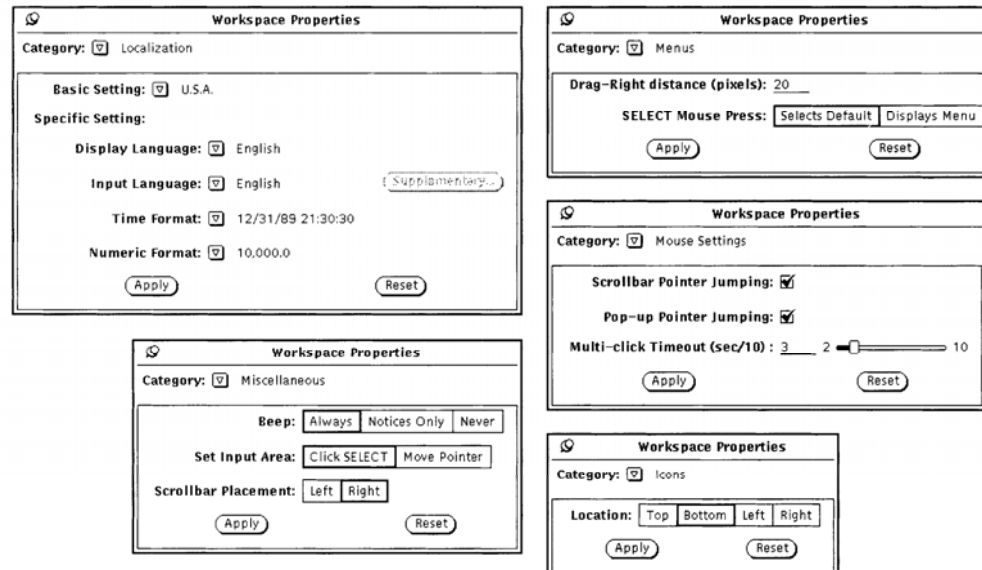 Workspace Properties
Category: Localization
Basic Setting: U.S.A.
Specific Setting:
Display Language: English
Input Language: English Supplementary...
Time Format: 12/31/89 21:30:30
Numeric Format: 10,000.0
Apply Reset
Workspace Properties
Category: Miscellaneous
Beep: Always Notices Only Never
Set Input Area: Click SELECT Move Pointer
Scrollbar Placement: Left Right
Apply Reset
Workspace Properties
Category: Menus
Drag-Right distance (pixels): 20
SELECT Mouse Press: Selects Default Displays Menu
Apply Reset
Workspace Properties
Category: Mouse Settings
Scrollbar Pointer Jumping:
Pop-up Pointer Jumping:
Multi-click Timeout (sec/10) : 3 2 10
Apply Reset
Workspace Properties
Category: Icons
Location: Top Bottom Left Right
Apply Reset